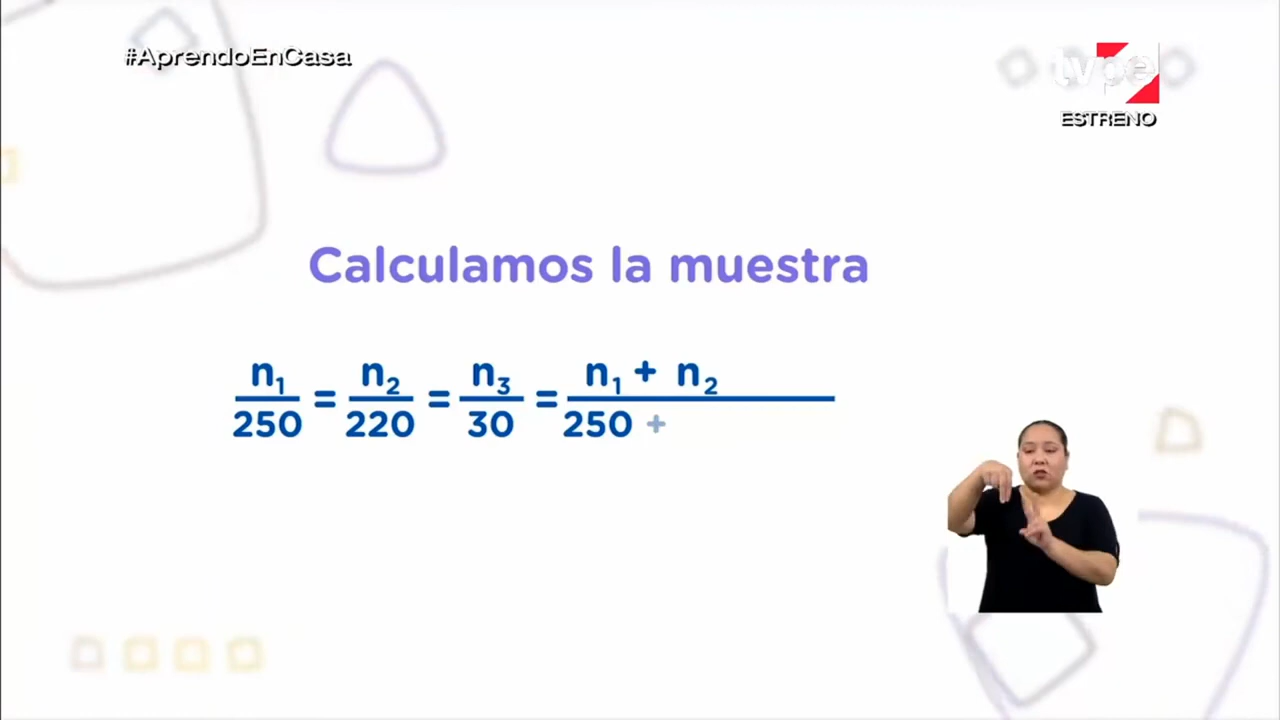 #AprendoEnCasa
tvpe
ESTRENO
Calculamos la muestra
n₁/250 = n₂/220 = n₃/30 = n₁ + n₂/250 +